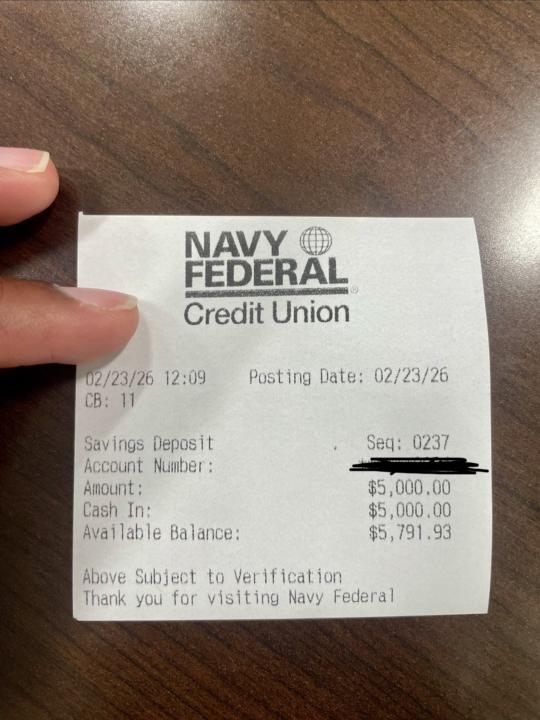 NAVY
FEDERAL®
Credit Union
02/23/26 12:09 Posting Date: 02/23/26
CB: 11
Savings Deposit . Seq: 0237
Account Number:
Amount: $5,000.00
Cash In: $5,000.00
Available Balance: $5,791.93
Above Subject to Verification
Thank you for visiting Navy Federal